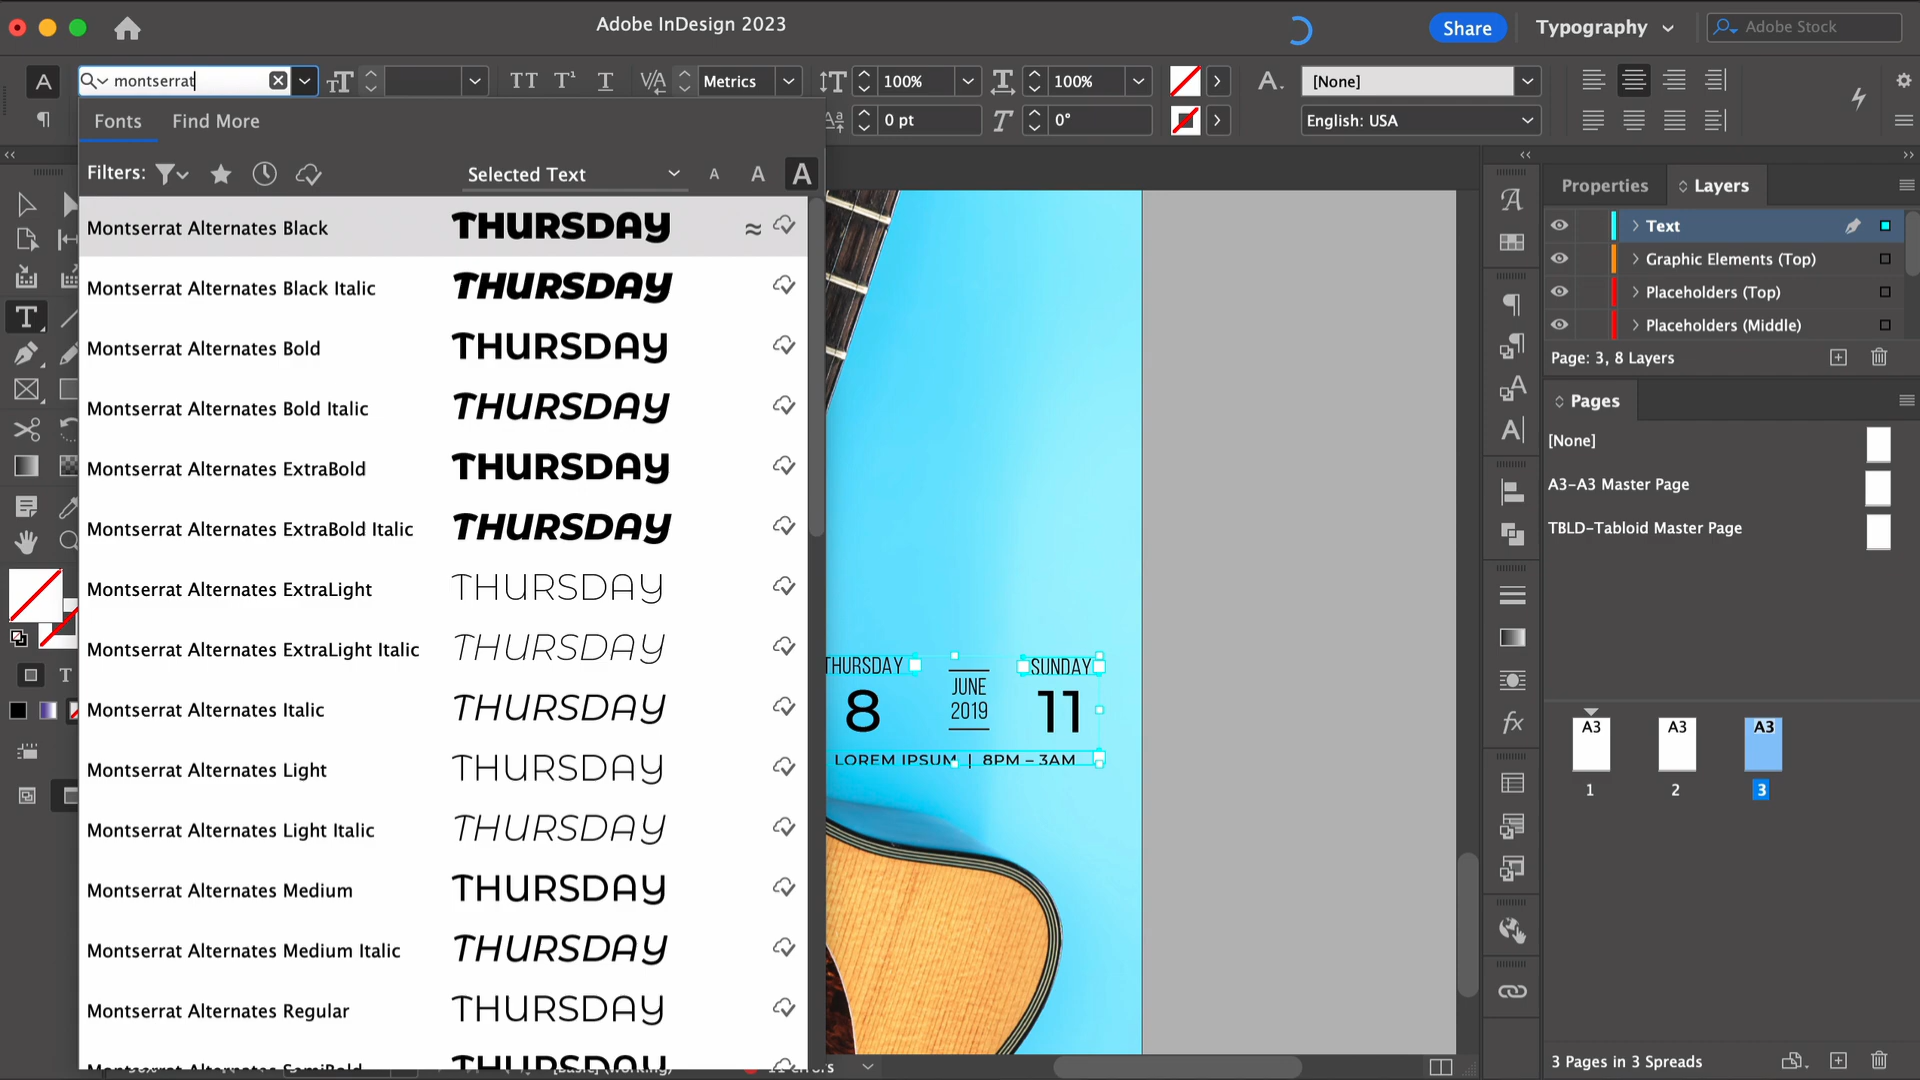 Adobe InDesign 2023
Share
Typography
Adobe Stock
A
montserrat
Metrics
100%
100%
[None]
0 pt
0°
English: USA
Fonts
Find More
Filters:
Selected Text
A
A
A
Montserrat Alternates Black
THURSDAY
Montserrat Alternates Black Italic
THURSDAY
Montserrat Alternates Bold
THURSDAY
Montserrat Alternates Bold Italic
THURSDAY
Montserrat Alternates ExtraBold
THURSDAY
Montserrat Alternates ExtraBold Italic
THURSDAY
Montserrat Alternates ExtraLight
THURSDAY
Montserrat Alternates ExtraLight Italic
THURSDAY
Montserrat Alternates Italic
THURSDAY
Montserrat Alternates Light
THURSDAY
Montserrat Alternates Light Italic
THURSDAY
Montserrat Alternates Medium
THURSDAY
Montserrat Alternates Medium Italic
THURSDAY
Montserrat Alternates Regular
THURSDAY
Montserrat Alternates SemiBold
THURSDAY
THURSDAY
8
JUNE
2019
SUNDAY
11
LOREM IPSUM | 8PM – 3AM
Properties
Layers
Text
Graphic Elements (Top)
Placeholders (Top)
Placeholders (Middle)
Page: 3, 8 Layers
Pages
[None]
A3-A3 Master Page
TBLD-Tabloid Master Page
A3
A3
A3
1
2
3
3 Pages in 3 Spreads